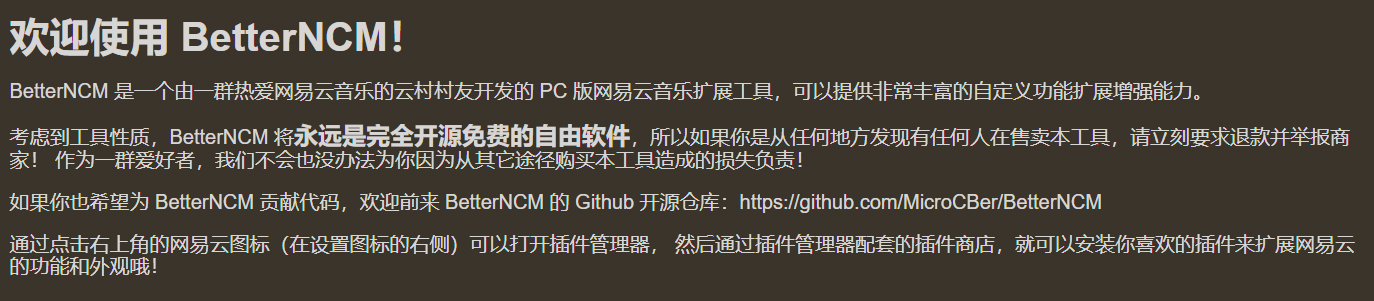 欢迎使用 BetterNCM！
BetterNCM 是一个由一群热爱网易云音乐的云村村友开发的 PC 版网易云音乐扩展工具，可以提供非常丰富的自定义功能扩展增强能力。
考虑到工具性质，BetterNCM 将永远是完全开源免费的自由软件，所以如果你是从任何地方发现有任何人在售卖本工具，请立刻要求退款并举报商
家！ 作为一群爱好者，我们不会也没办法为你因为从其它途径购买本工具造成的损失负责！
如果你也希望为 BetterNCM 贡献代码，欢迎前来 BetterNCM 的 Github 开源仓库：https://github.com/MicroCBer/BetterNCM
通过点击右上角的网易云图标（在设置图标的右侧）可以打开插件管理器， 然后通过插件管理器配套的插件商店，就可以安装你喜欢的插件来扩展网易云
的功能和外观哦！